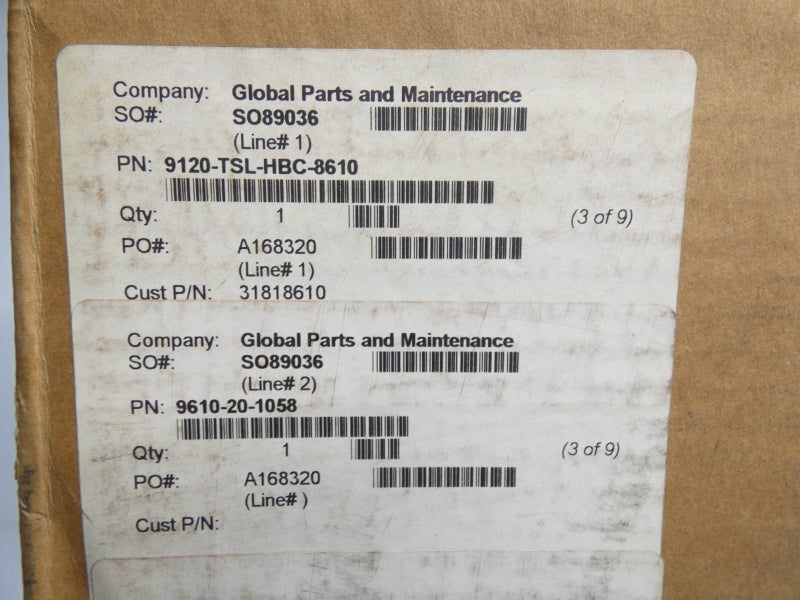 Company: Global Parts and Maintenance
SO#: SO89036
(Line# 1)
PN: 9120-TSL-HBC-8610
Qty: 1 (3 of 9)
PO#: A168320
(Line# 1)
Cust P/N: 31818610
Company: Global Parts and Maintenance
SO#: SO89036
(Line# 2)
PN: 9610-20-1058
Qty: 1 (3 of 9)
PO#: A168320
(Line# )
Cust P/N: